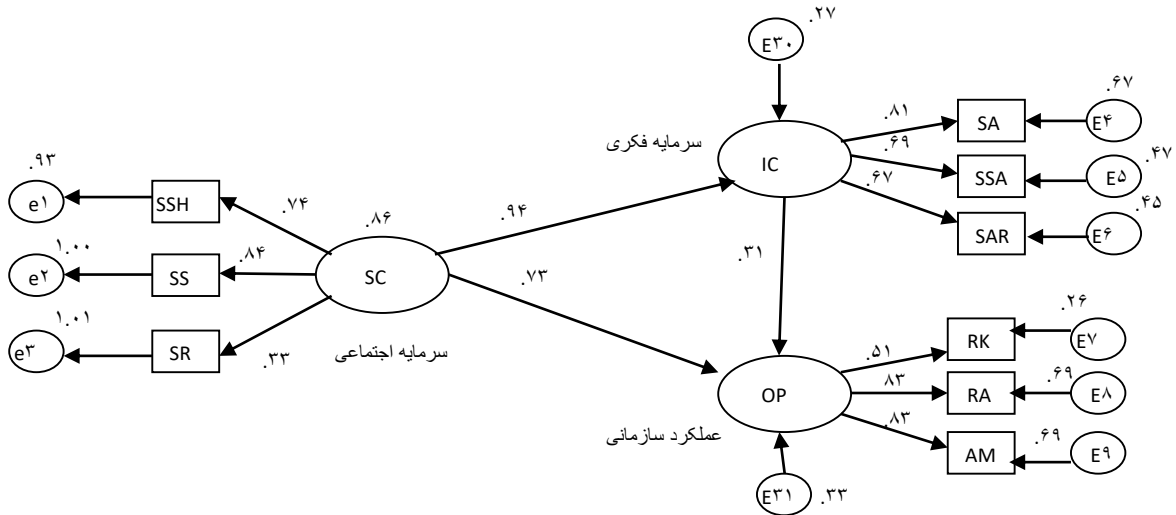 .۲۷
E۳۰
.۶۷
.۸۱
SA
E۴
سرمایه فکری
IC
.۶۹
SSA
.۴۷
E۵
.۶۷
SAR
.۴۵
E۶
.۹۳
e۱
SSH
.۷۴
.۸۶
.۹۴
۱.۰۰
e۲
SS
.۸۴
SC
.۷۳
.۳۱
۱.۰۱
e۳
SR
.۳۳
سرمایه اجتماعی
.۲۶
RK
E۷
.۵۱
OP
.۸۳
RA
.۶۹
E۸
عملکرد سازمانی
.۸۳
AM
.۶۹
E۹
E۳۱
.۳۳